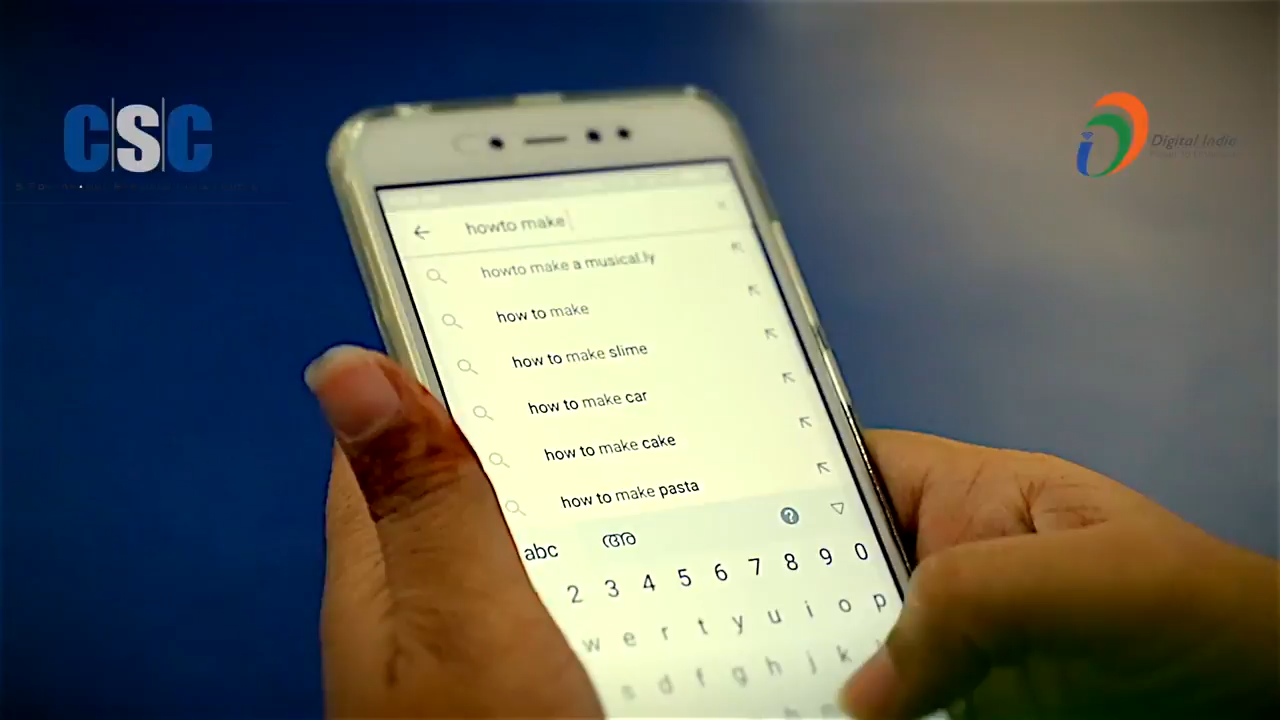 CSC
Digital India
howto make
howto make a musical.ly
how to make
how to make slime
how to make car
how to make cake
how to make pasta
abc അ
2 3 4 5 6 7 8 9 0
w e r t y u i o p
s d f g h j k